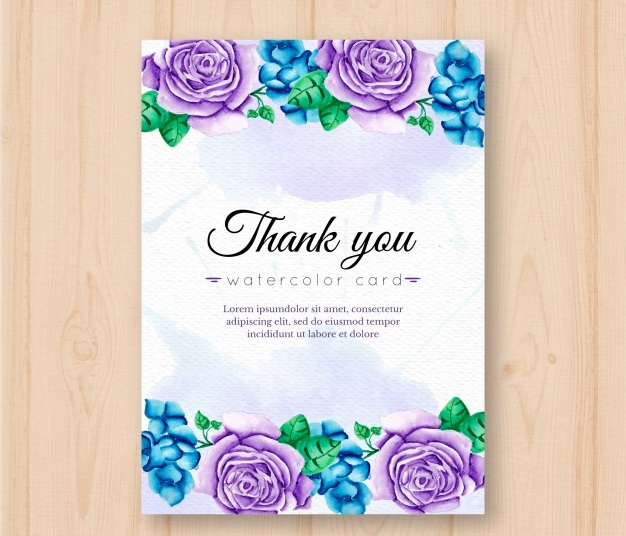 Thank you
watercolor card
Lorem ipsumdolor sit amet, consectetur
adipiscing elit, sed do eiusmod tempor
incididunt ut labore et dolore